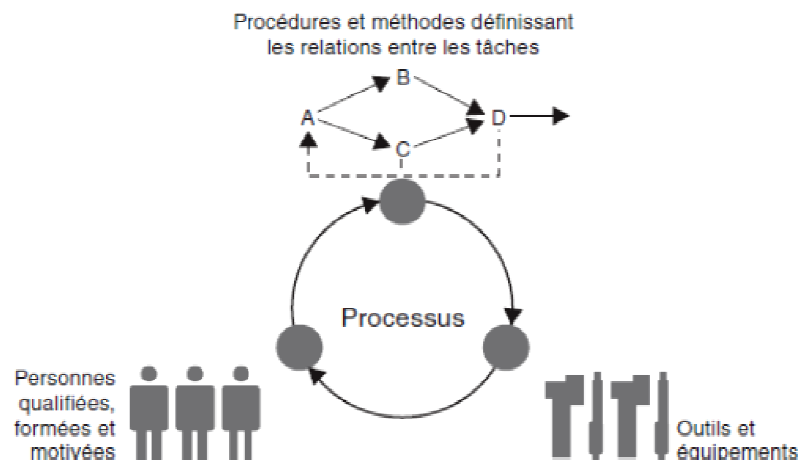 Procédures et méthodes définissant
les relations entre les tâches
B
A
D
C
Processus
Personnes
qualifiées,
formées et
motivées
Outils et
équipements